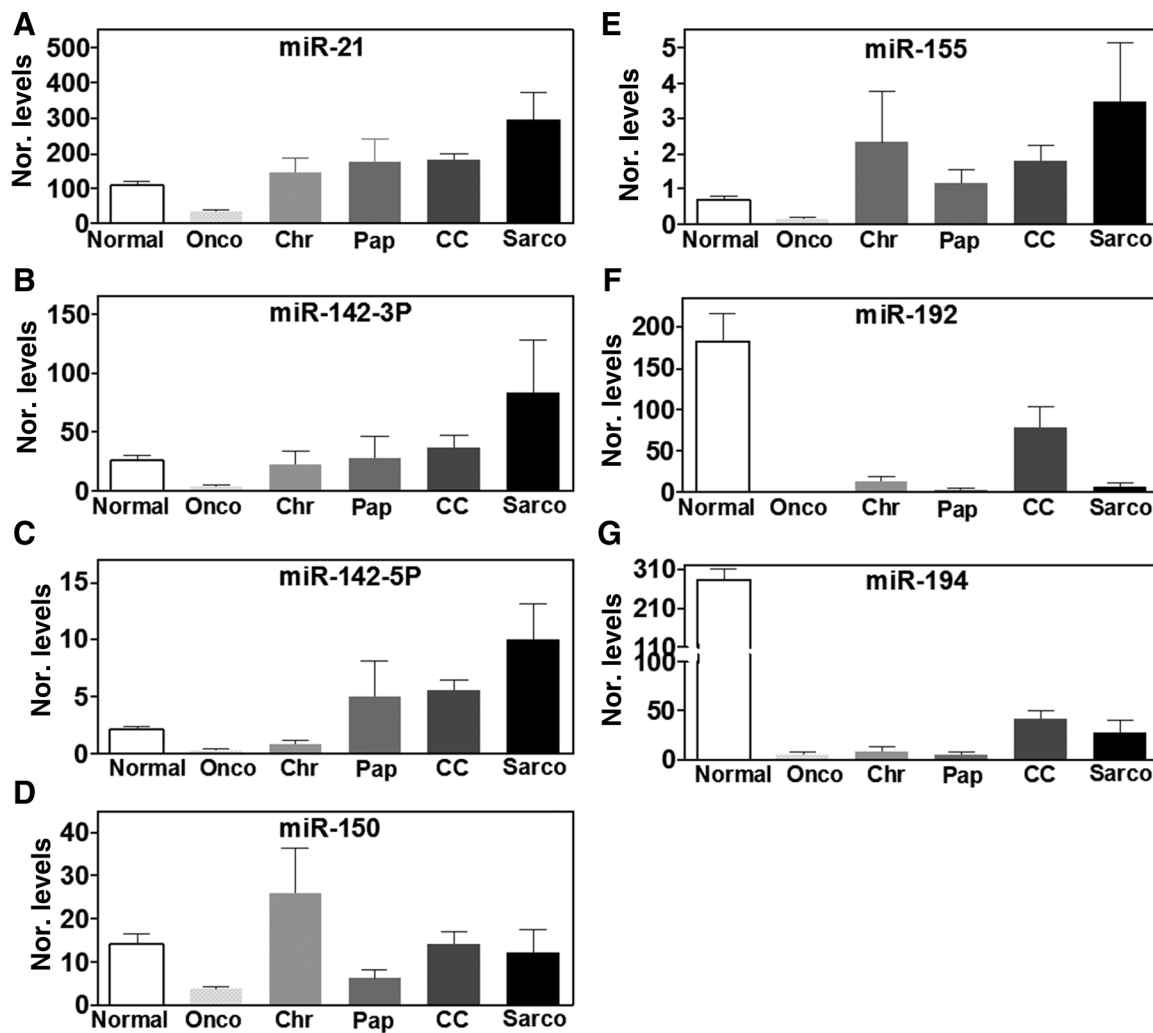 A
miR-21
Nor. levels
500
400
300
200
100
0
Normal Onco Chr Pap CC Sarco
B
miR-142-3P
Nor. levels
150
100
50
0
Normal Onco Chr Pap CC Sarco
C
miR-142-5P
Nor. levels
15
10
5
0
Normal Onco Chr Pap CC Sarco
D
miR-150
Nor. levels
40
30
20
10
0
Normal Onco Chr Pap CC Sarco
E
miR-155
Nor. levels
5
4
3
2
1
0
Normal Onco Chr Pap CC Sarco
F
miR-192
Nor. levels
200
150
100
50
0
Normal Onco Chr Pap CC Sarco
G
miR-194
Nor. levels
310
210
110
100
50
0
Normal Onco Chr Pap CC Sarco